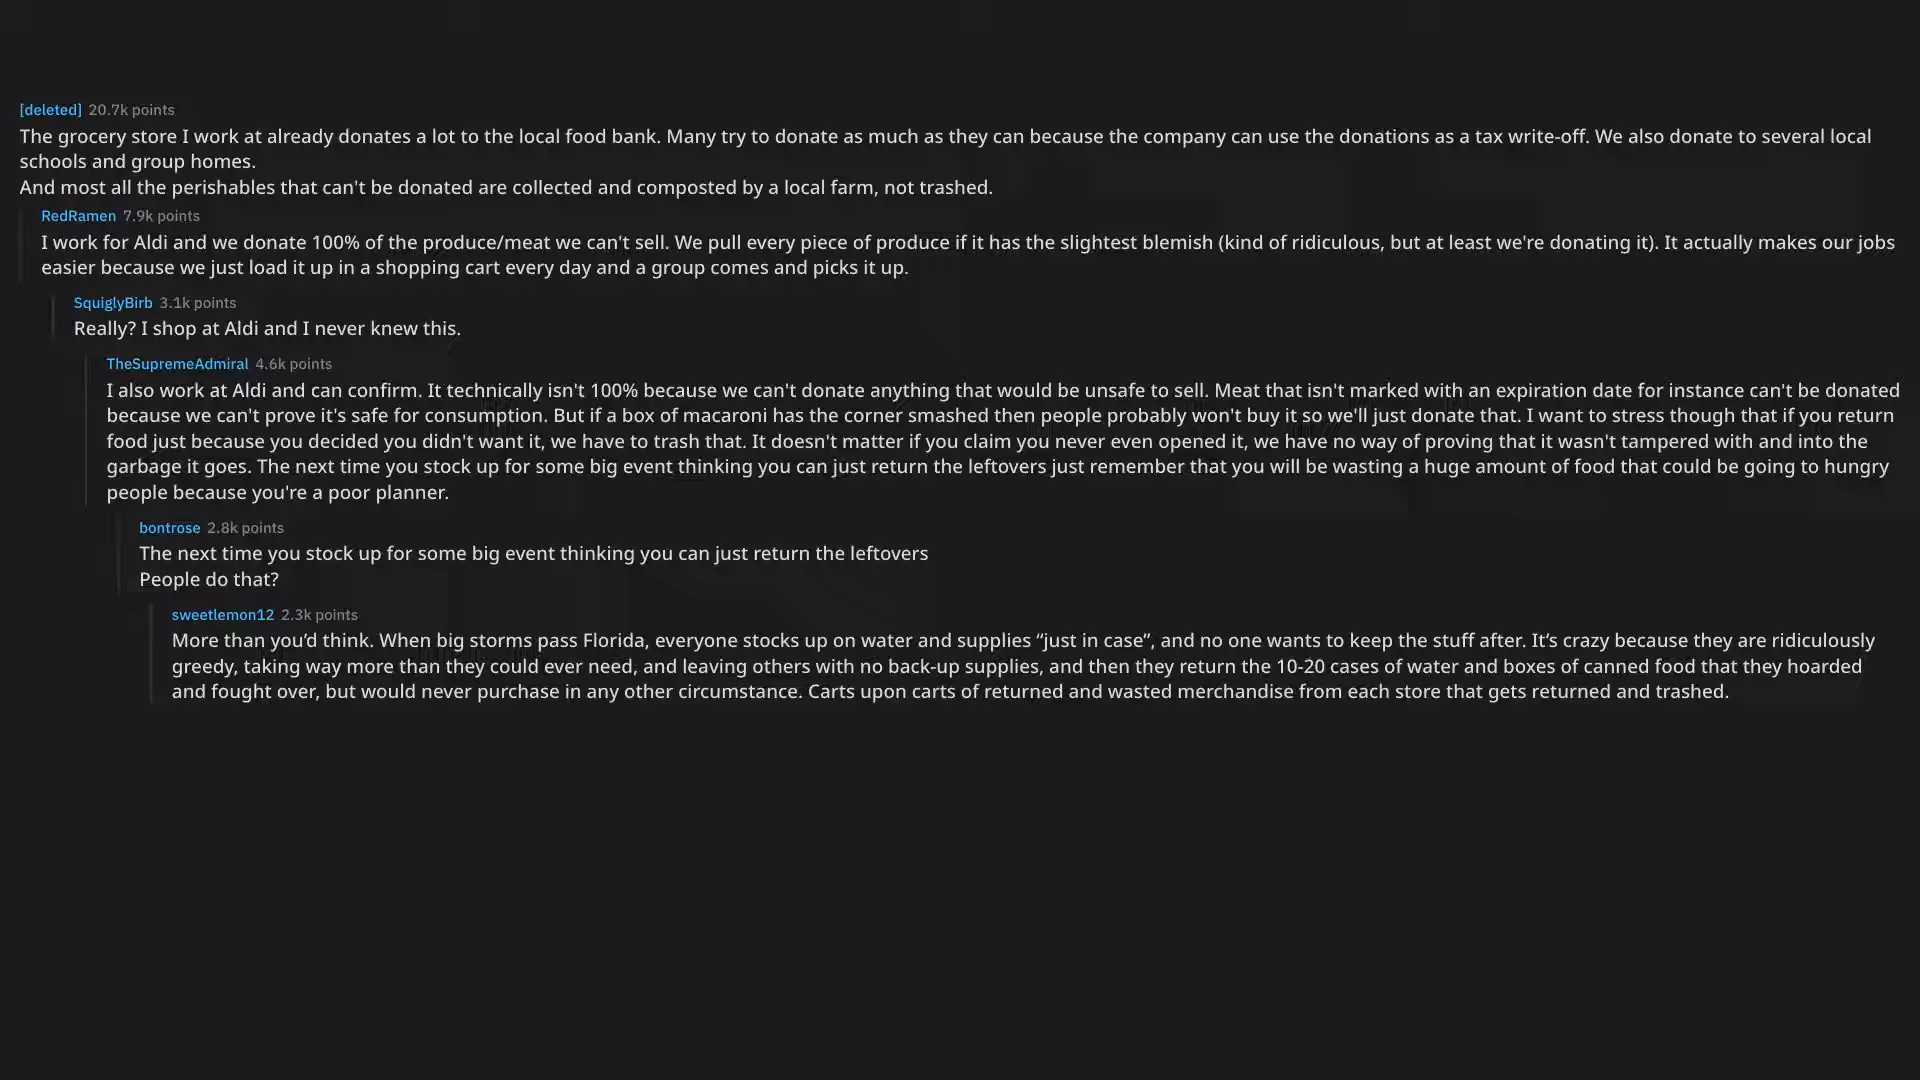 [deleted] 20.7k points
The grocery store I work at already donates a lot to the local food bank. Many try to donate as much as they can because the company can use the donations as a tax write-off. We also donate to several local
schools and group homes.
And most all the perishables that can't be donated are collected and composted by a local farm, not trashed.
RedRamen 7.9k points
I work for Aldi and we donate 100% of the produce/meat we can't sell. We pull every piece of produce if it has the slightest blemish (kind of ridiculous, but at least we're donating it). It actually makes our jobs
easier because we just load it up in a shopping cart every day and a group comes and picks it up.
SquiglyBirb 3.1k points
Really? I shop at Aldi and I never knew this.
TheSupremeAdmiral 4.6k points
I also work at Aldi and can confirm. It technically isn't 100% because we can't donate anything that would be unsafe to sell. Meat that isn't marked with an expiration date for instance can't be donated
because we can't prove it's safe for consumption. But if a box of macaroni has the corner smashed then people probably won't buy it so we'll just donate that. I want to stress though that if you return
food just because you decided you didn't want it, we have to trash that. It doesn't matter if you claim you never even opened it, we have no way of proving that it wasn't tampered with and into the
garbage it goes. The next time you stock up for some big event thinking you can just return the leftovers just remember that you will be wasting a huge amount of food that could be going to hungry
people because you're a poor planner.
bontrose 2.8k points
The next time you stock up for some big event thinking you can just return the leftovers
People do that?
sweetlemon12 2.3k points
More than you’d think. When big storms pass Florida, everyone stocks up on water and supplies “just in case”, and no one wants to keep the stuff after. It’s crazy because they are ridiculously
greedy, taking way more than they could ever need, and leaving others with no back-up supplies, and then they return the 10-20 cases of water and boxes of canned food that they hoarded
and fought over, but would never purchase in any other circumstance. Carts upon carts of returned and wasted merchandise from each store that gets returned and trashed.